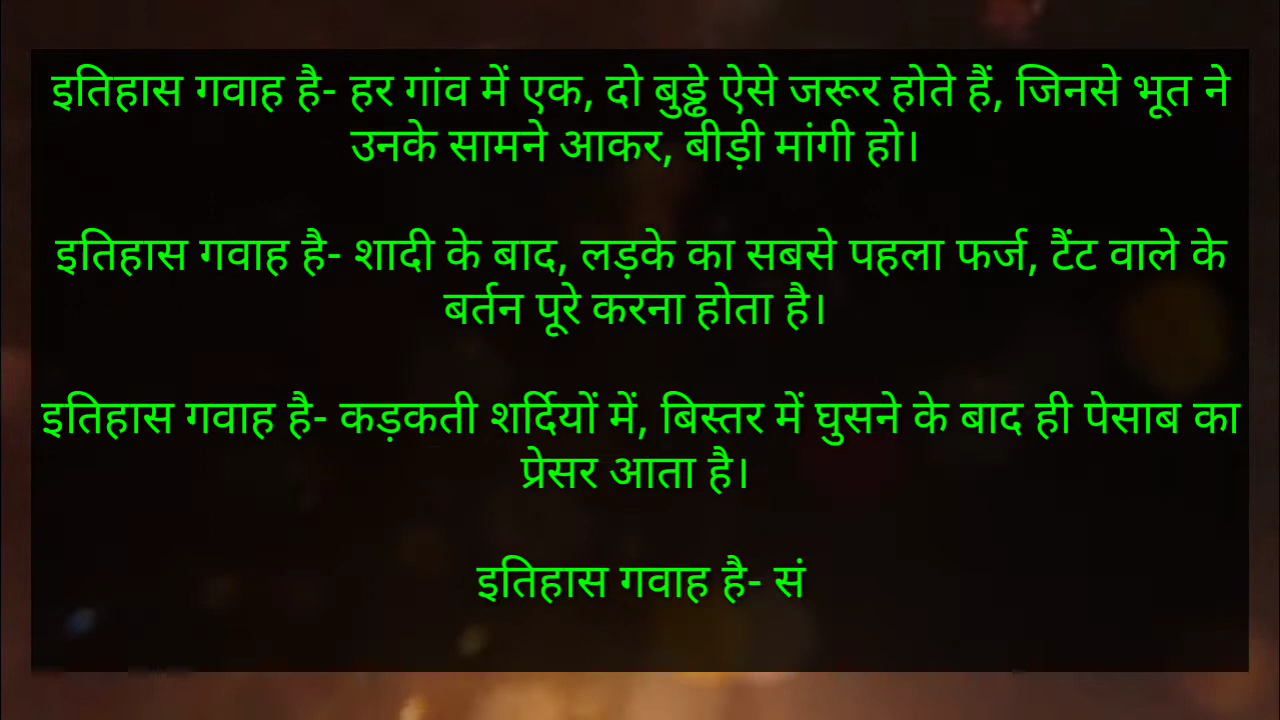 इतिहास गवाह है- हर गांव में एक, दो बुड्ढे ऐसे जरूर होते हैं, जिनसे भूत ने
उनके सामने आकर, बीड़ी मांगी हो।
इतिहास गवाह है- शादी के बाद, लड़के का सबसे पहला फर्ज, टैंट वाले के
बर्तन पूरे करना होता है।
इतिहास गवाह है- कड़कती शर्दियों में, बिस्तर में घुसने के बाद ही पेसाब का
प्रेसर आता है।
इतिहास गवाह है- सं